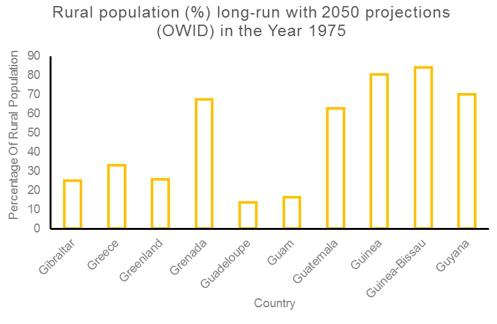 Rural population (%) long-run with 2050 projections
(OWID) in the Year 1975
Percentage Of Rural Population
90
80
70
60
50
40
30
20
10
0
Gibraltar
Greece
Greenland
Grenada
Guadeloupe
Guam
Guatemala
Guinea
Guinea-Bissau
Guyana
Country